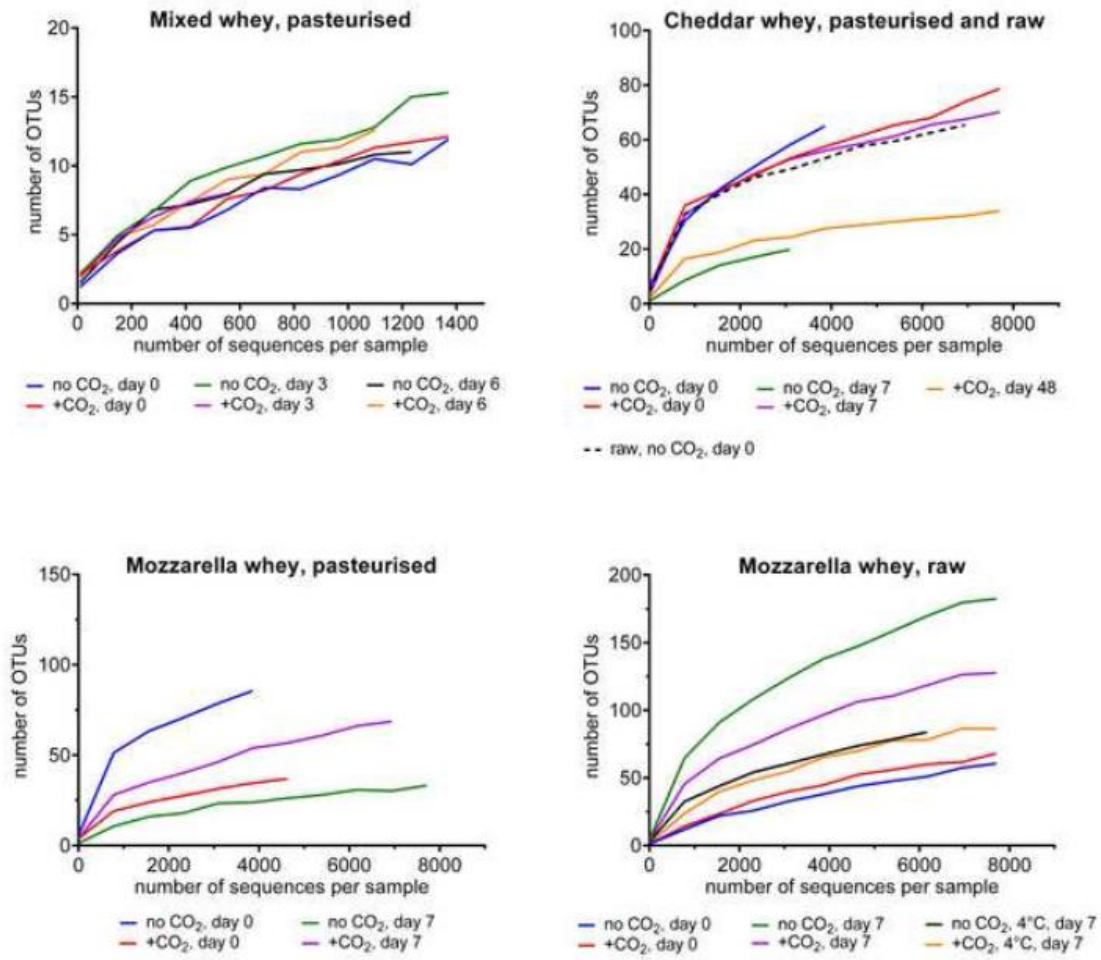 Mixed whey, pasteurised
20
15
10
5
0
number of OTUs
0 200 400 600 800 1000 1200 1400
number of sequences per sample
no CO₂, day 0 no CO₂, day 3 no CO₂, day 6
+CO₂, day 0 +CO₂, day 3 +CO₂, day 6
Cheddar whey, pasteurised and raw
100
80
60
40
20
0
number of OTUs
0 2000 4000 6000 8000
number of sequences per sample
no CO₂, day 0 no CO₂, day 7 +CO₂, day 48
+CO₂, day 0 +CO₂, day 7
raw, no CO₂, day 0
Mozzarella whey, pasteurised
150
100
50
0
number of OTUs
0 2000 4000 6000 8000
number of sequences per sample
no CO₂, day 0 no CO₂, day 7
+CO₂, day 0 +CO₂, day 7
Mozzarella whey, raw
200
150
100
50
0
number of OTUs
0 2000 4000 6000 8000
number of sequences per sample
no CO₂, day 0 no CO₂, day 7 no CO₂, 4°C, day 7
+CO₂, day 0 +CO₂, day 7 +CO₂, 4°C, day 7